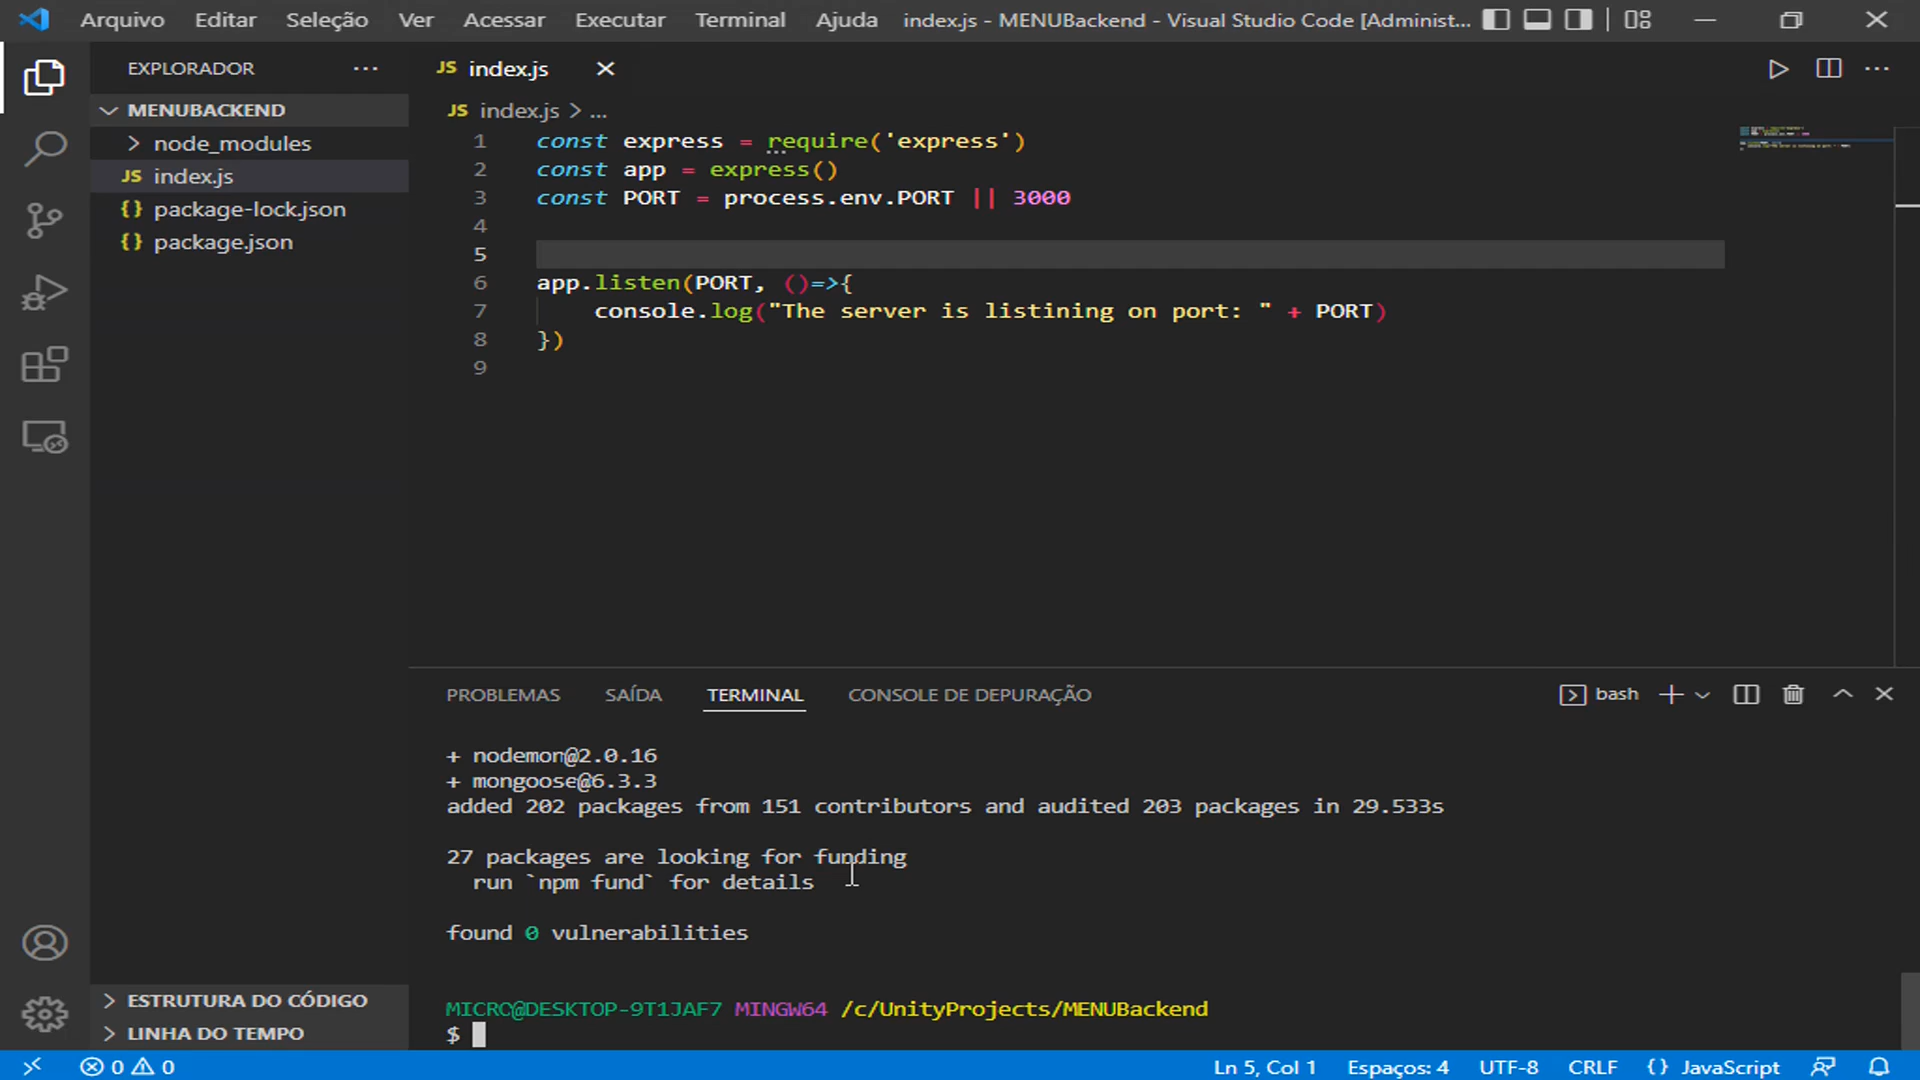 Arquivo Editar Seleção Ver Acessar Executar Terminal Ajuda index.js - MENUBackend - Visual Studio Code [Administ...
EXPLORADOR ...
MENUBACKEND
node_modules
JS index.js
{} package-lock.json
{} package.json
ESTRUTURA DO CÓDIGO
LINHA DO TEMPO
JS index.js
JS index.js > ...
1 const express = require('express')
2 const app = express()
3 const PORT = process.env.PORT || 3000
4
5
6 app.listen(PORT, ()=>{
7 console.log("The server is listining on port: " + PORT)
8 })
9
PROBLEMAS SAÍDA TERMINAL CONSOLE DE DEPURAÇÃO bash
+ nodemon@2.0.16
+ mongoose@6.3.3
added 202 packages from 151 contributors and audited 203 packages in 29.533s
27 packages are looking for funding
run `npm fund` for details
found 0 vulnerabilities
MICRO@DESKTOP-9T1JAF7 MINGW64 /c/UnityProjects/MENUBackend
$
0 0 Ln 5, Col 1 Espaços: 4 UTF-8 CRLF {} JavaScript